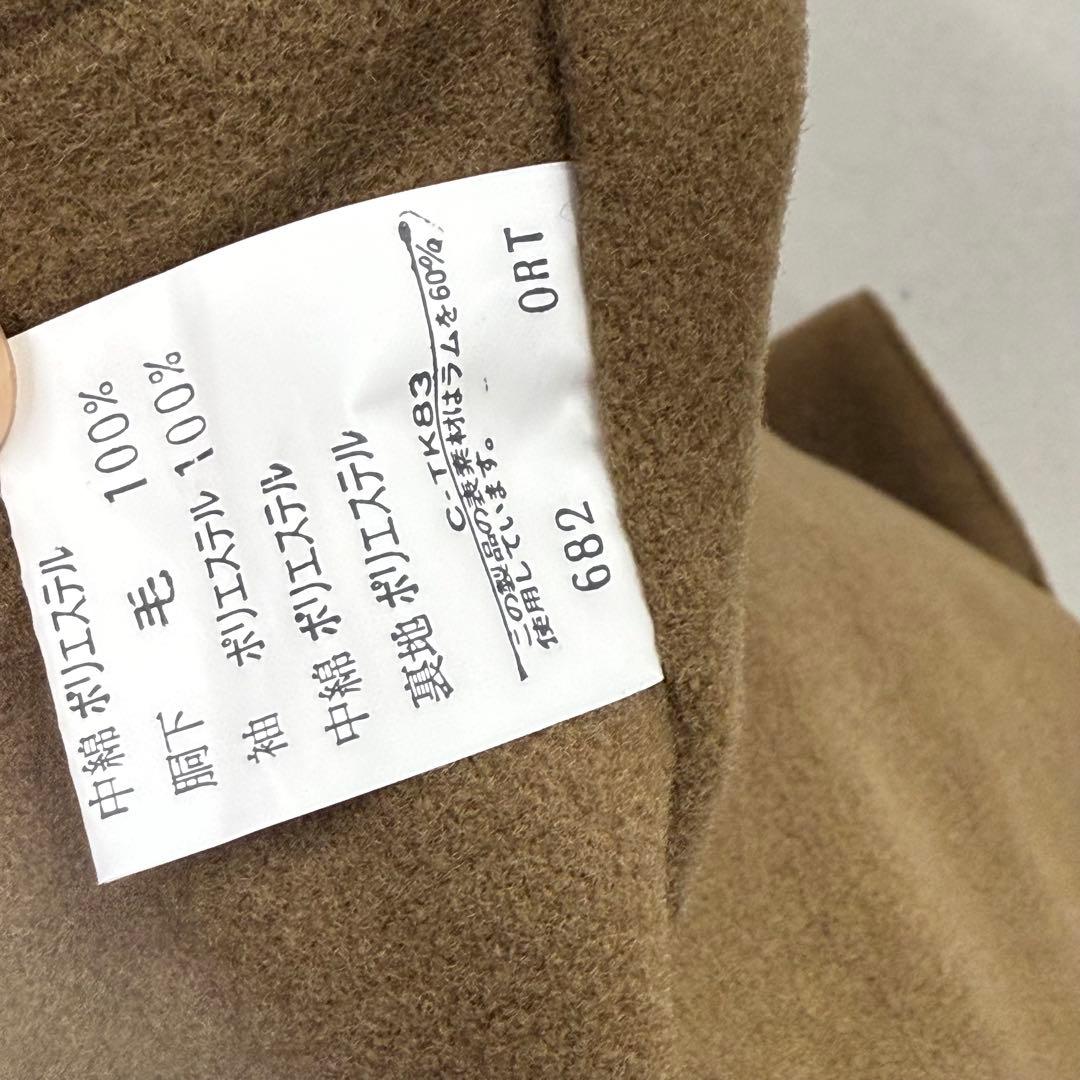 中綿 ポリエステル
胴下 毛 100%
袖 ポリエステル 100%
中綿 ポリエステル
裏地 ポリエステル
C-TK83
この製品の表素材はラムを60%
使用しています。
682 ORT